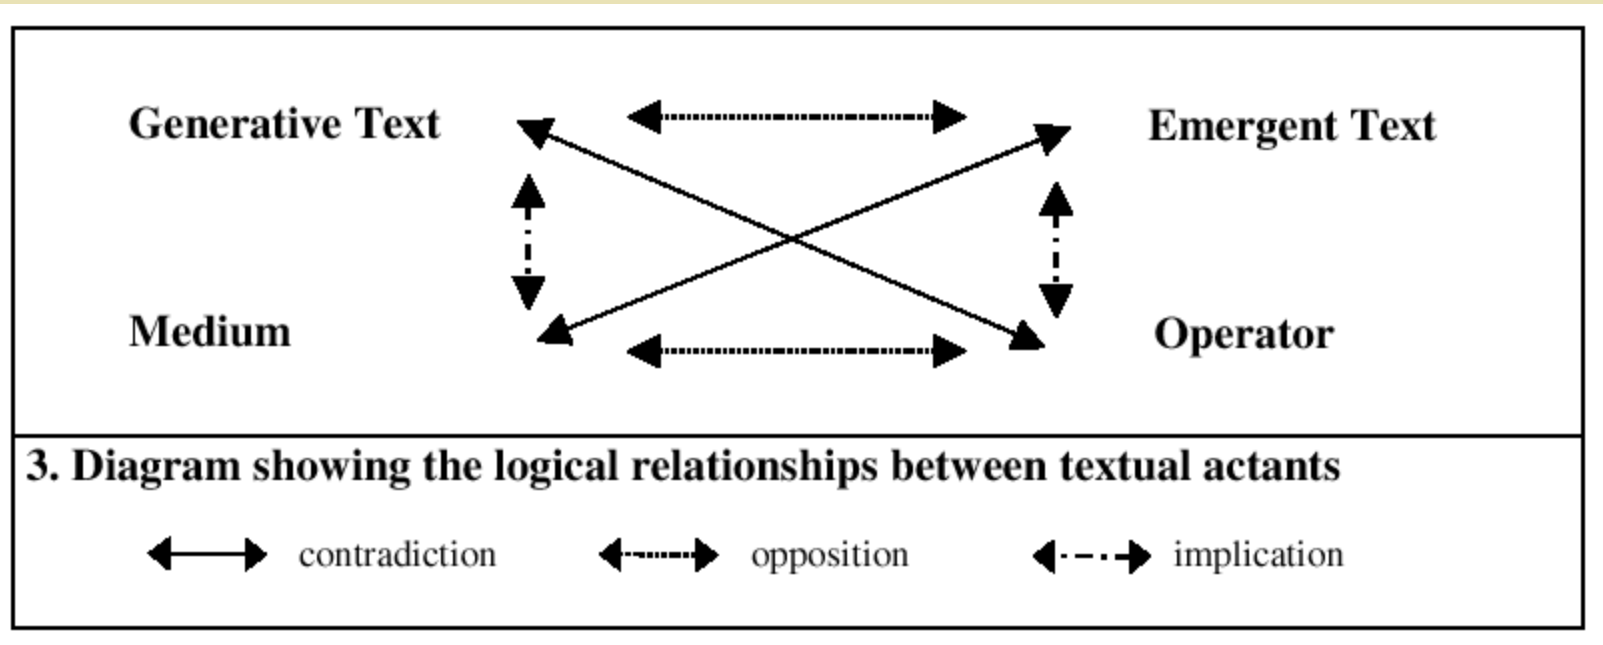 Generative Text
Emergent Text
Medium
Operator
3. Diagram showing the logical relationships between textual actants
contradiction
opposition
implication